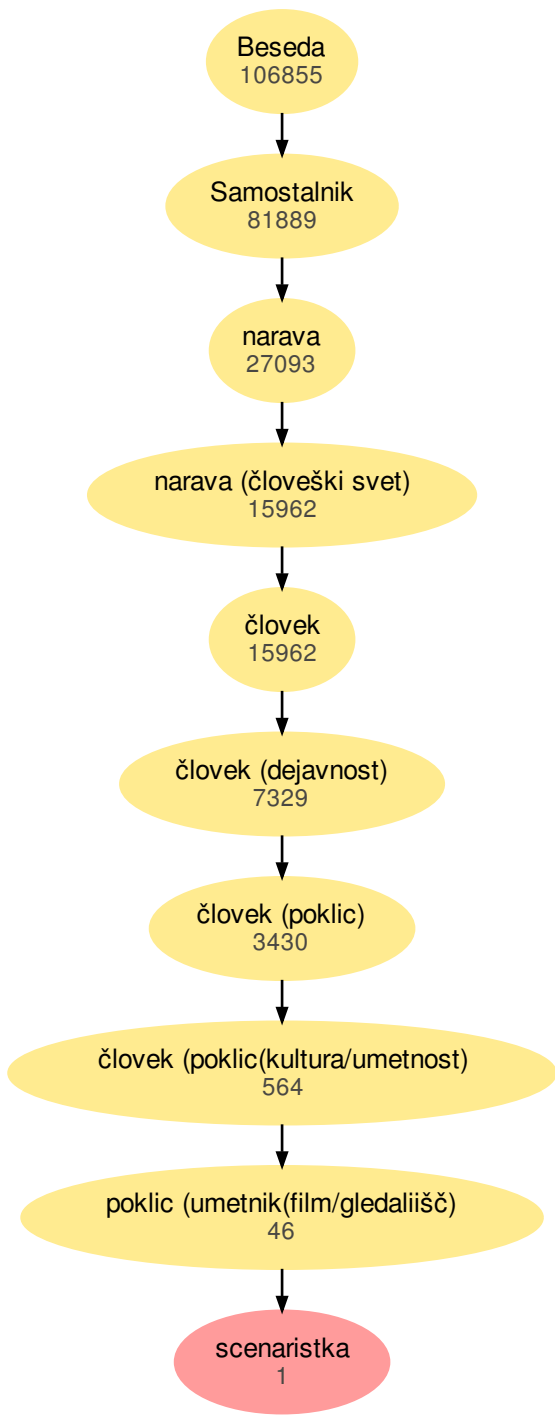 Beseda
106855
Samostalnik
81889
narava
27093
narava (človeški svet)
15962
človek
15962
človek (dejavnost)
7329
človek (poklic)
3430
človek (poklic(kultura/umetnost)
564
poklic (umetnik(film/gledaliišč)
46
scenaristka
1